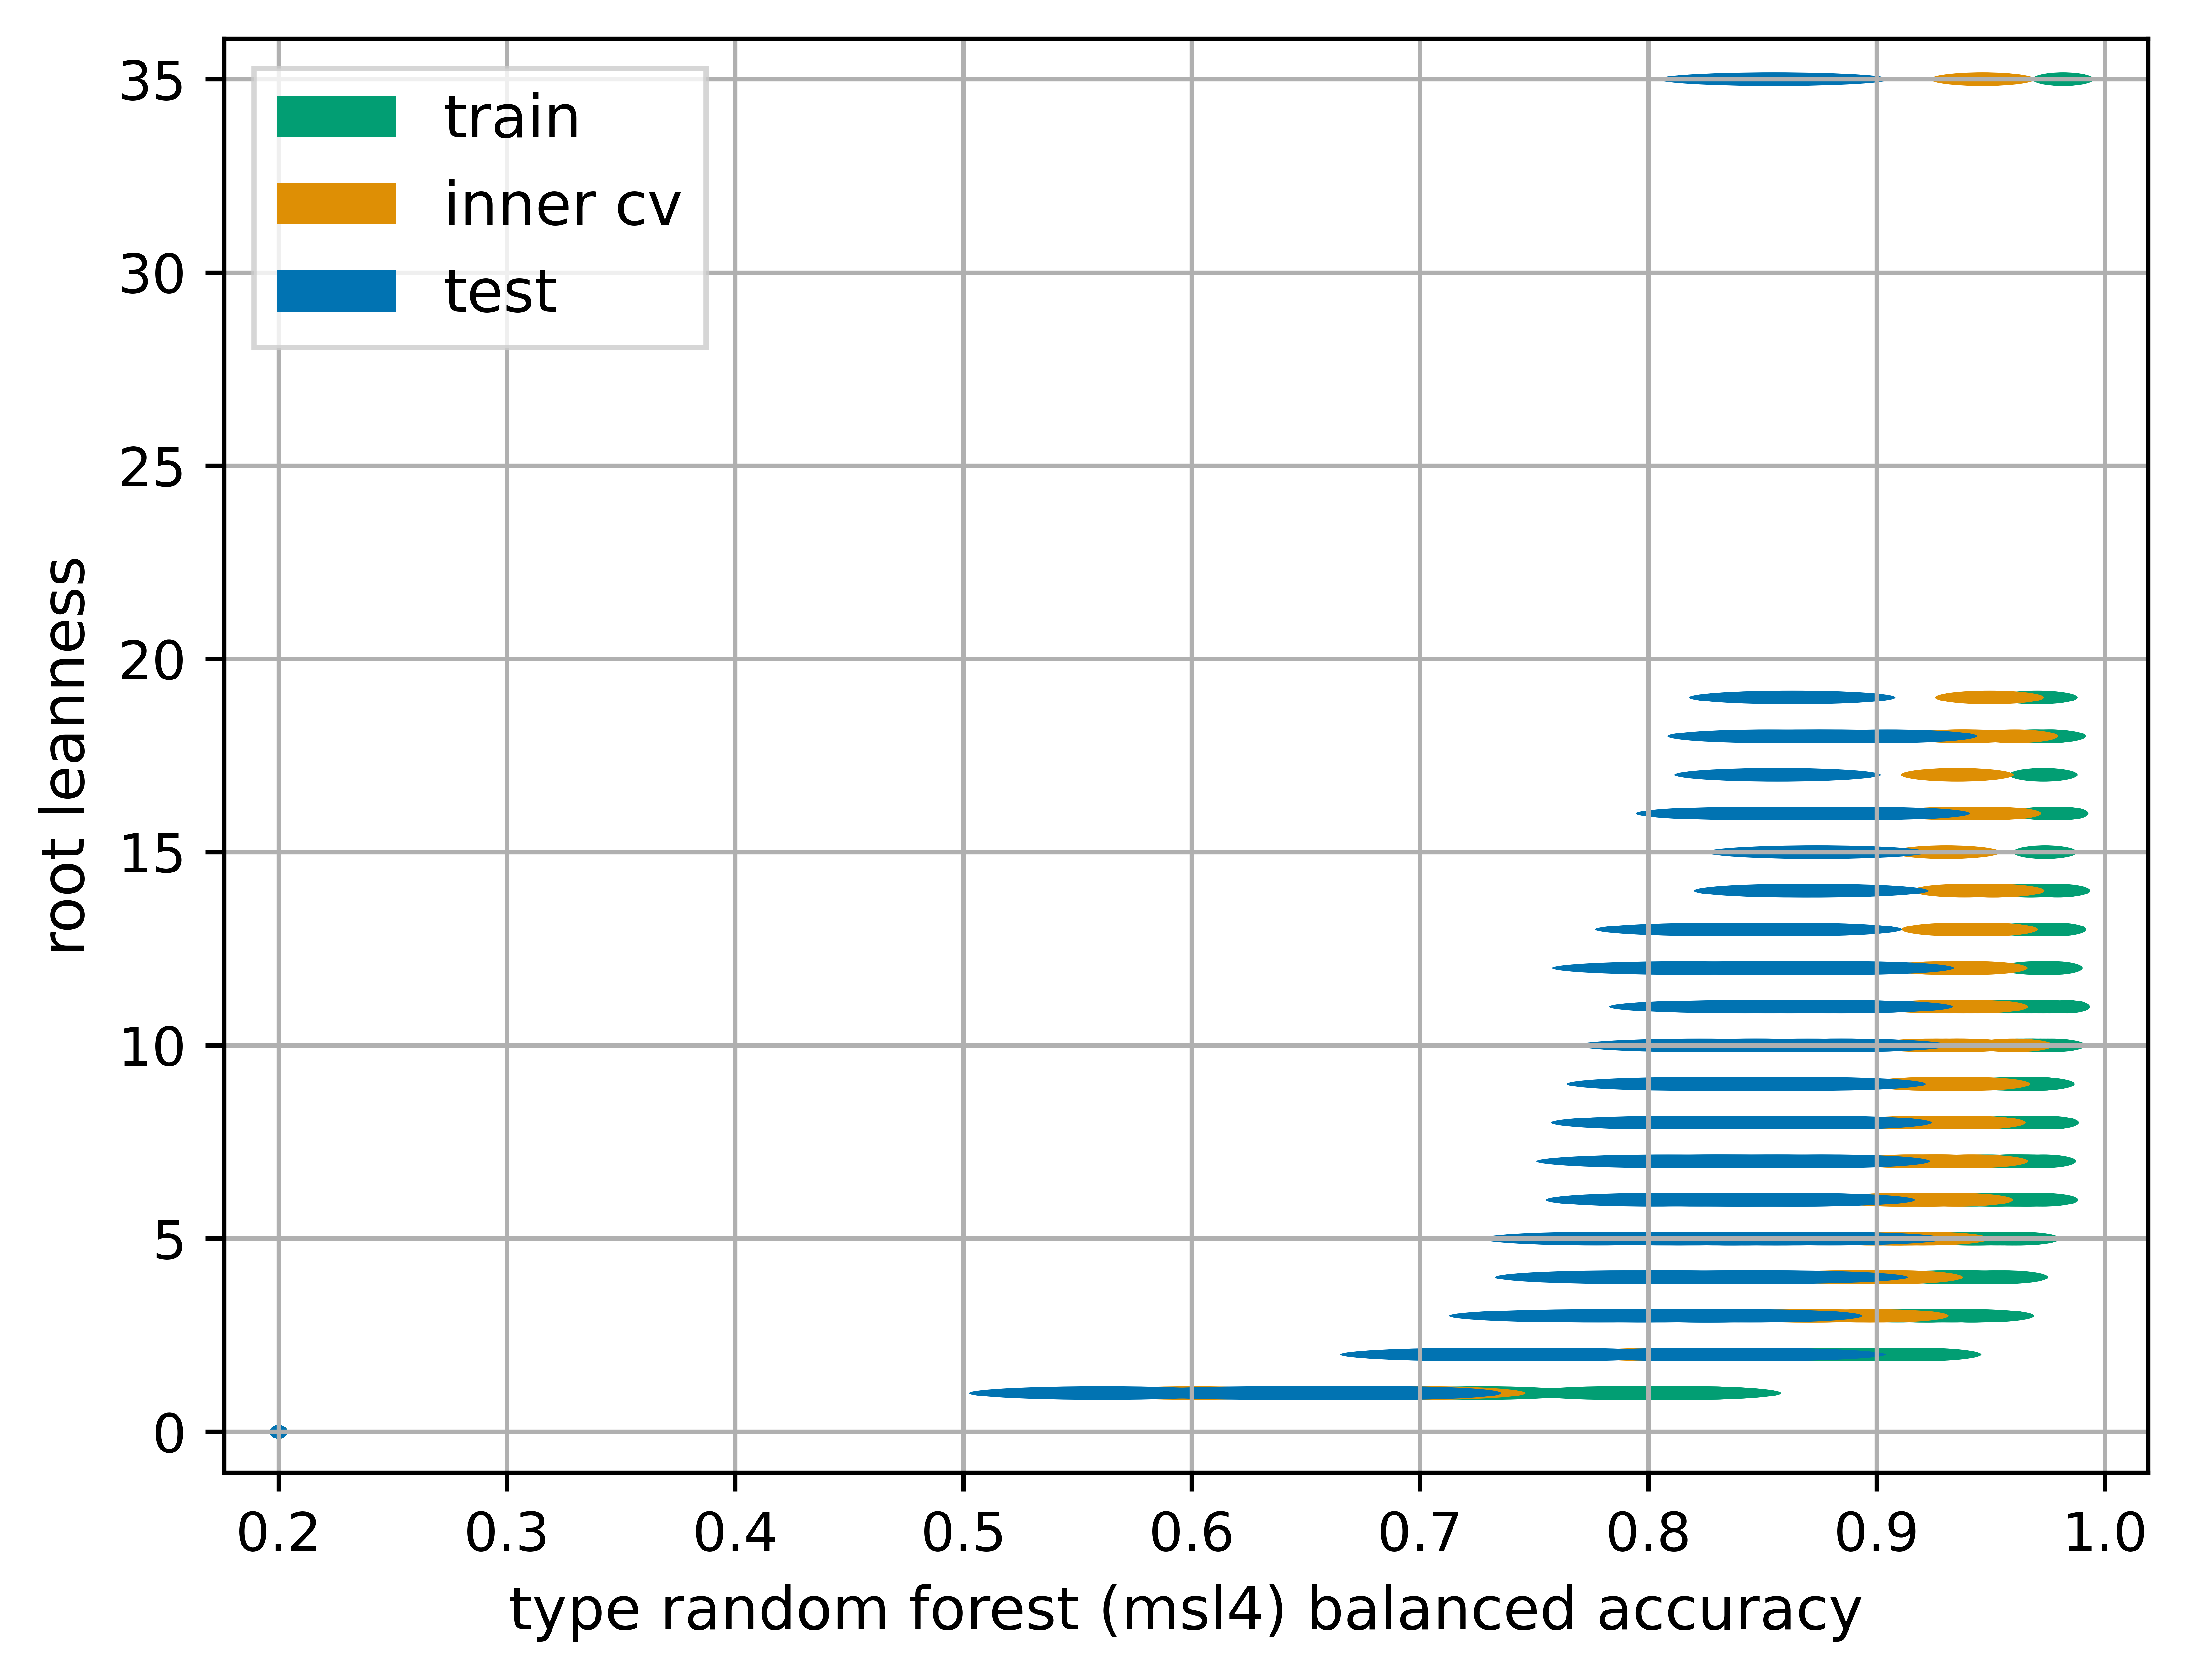 35
30
25
20
15
10
5
0
root leanness
train
inner cv
test
0.2 0.3 0.4 0.5 0.6 0.7 0.8 0.9 1.0
type random forest (msl4) balanced accuracy